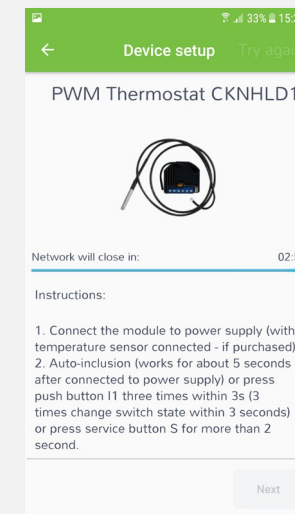 33% 15:
Device setup Try agai
PWM Thermostat CKNHLD1
Network will close in: 02:
Instructions:
1. Connect the module to power supply (with
temperature sensor connected - if purchased)
2. Auto-inclusion (works for about 5 seconds
after connected to power supply) or press
push button I1 three times within 3s (3
times change switch state within 3 seconds)
or press service button S for more than 2
second.
Next